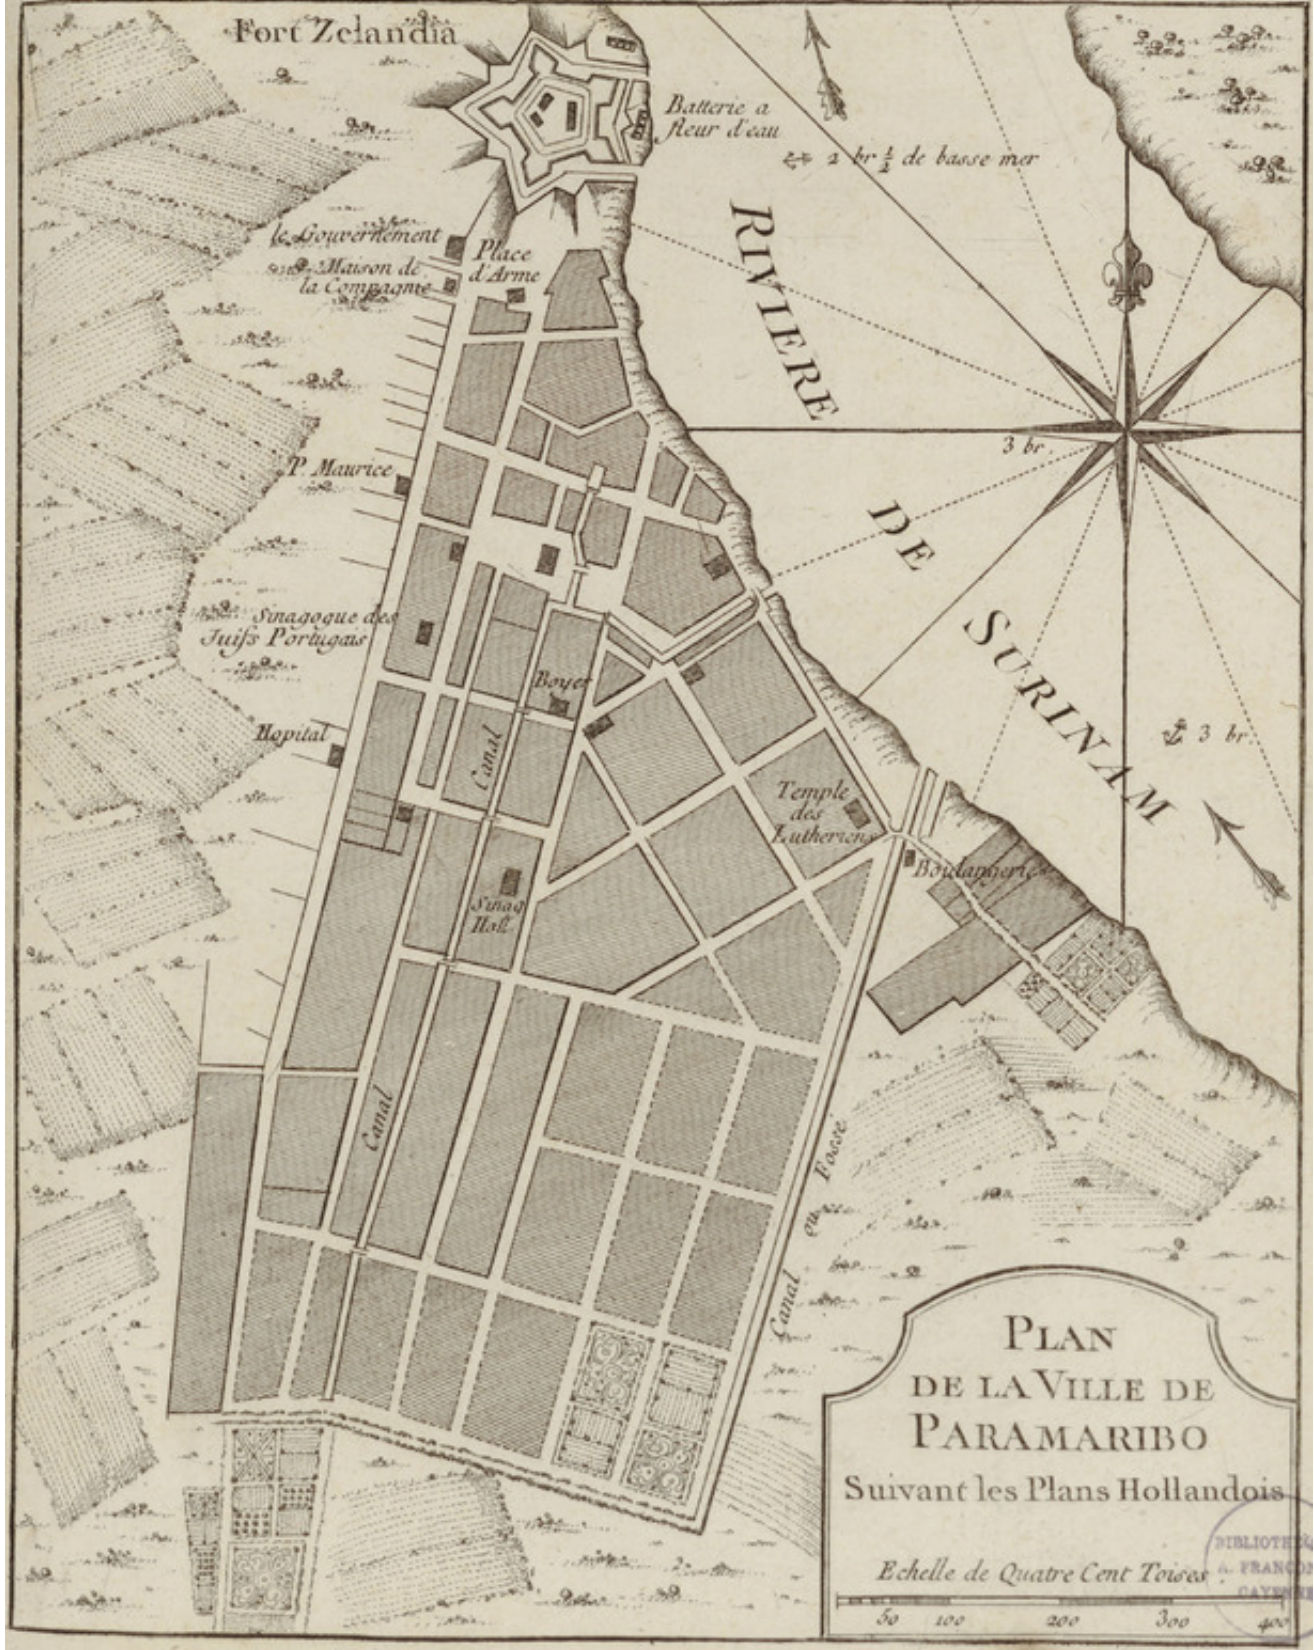 Fort Zelandia
Batterie a
fleur d'eau
2 br ½ de basse mer
le Gouvernement
Place
d'Arme
Maison de
la Compagnie
RIVIERE
DE
SURINAM
3 br.
P. Maurice
Sinagogue des
Juifs Portugais
Boyer
Hopital
Canal
3 br.
Temple
des
Lutheriens
Boulangerie
Sinag
Holl.
Canal
Canal ou Fossé
PLAN
DE LA VILLE DE
PARAMARIBO
Suivant les Plans Hollandois
Echelle de Quatre Cent Toises.
50 100 200 300 400
A. FRANCON